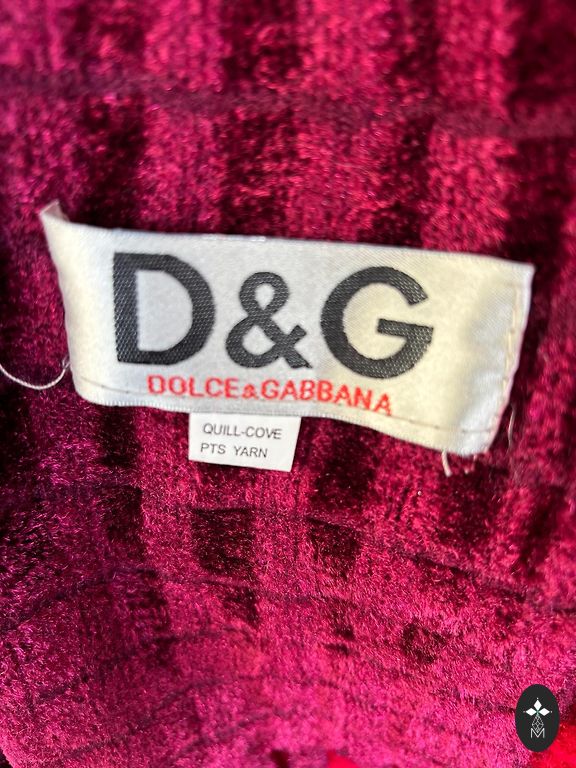 D&G
DOLCE&GABBANA
QUILL-COVE
PTS YARN